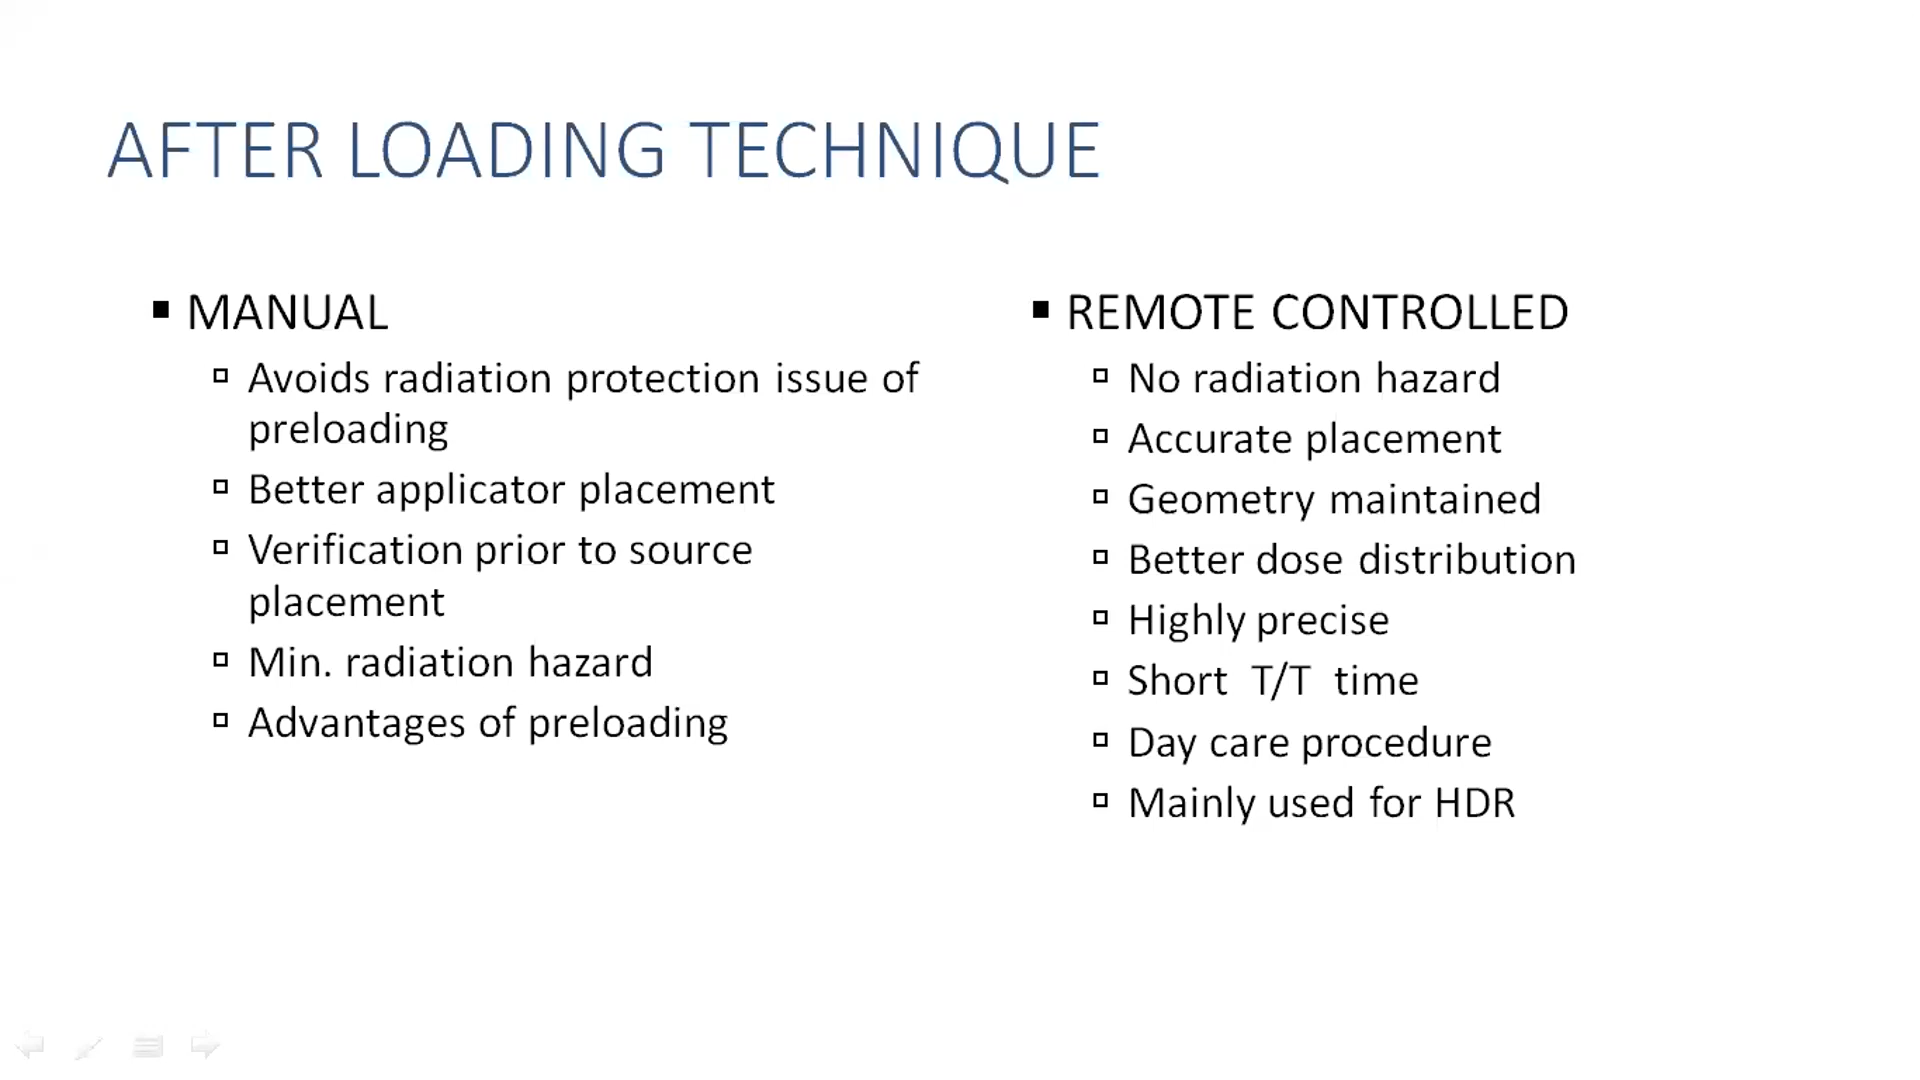 AFTER LOADING TECHNIQUE
MANUAL
Avoids radiation protection issue of
preloading
Better applicator placement
Verification prior to source
placement
Min. radiation hazard
Advantages of preloading
REMOTE CONTROLLED
No radiation hazard
Accurate placement
Geometry maintained
Better dose distribution
Highly precise
Short T/T time
Day care procedure
Mainly used for HDR